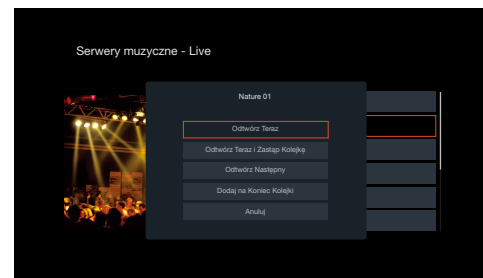 Serwery muzyczne - Live
Nature 01
Odtwórz Teraz
Odtwórz Teraz i Zastąp Kolejkę
Odtwórz Następny
Dodaj na Koniec Kolejki
Anuluj